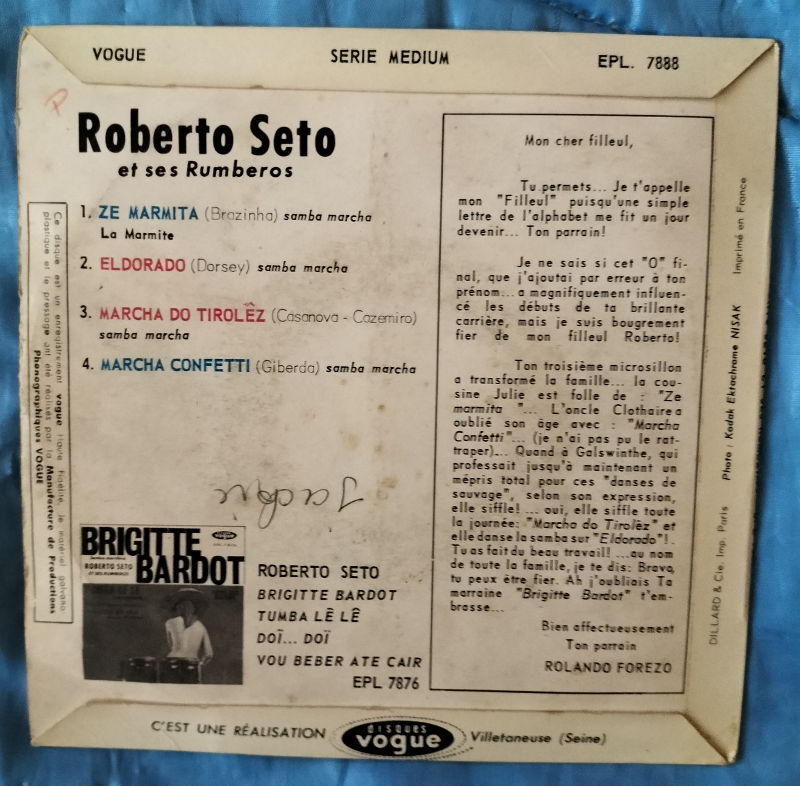 VOGUE
SERIE MEDIUM
EPL. 7888
P
Roberto Seto
et ses Rumberos
1. ZE MARMITA (Brazinha) samba marcha
La Marmite
2. ELDORADO (Dorsey) samba marcha
3. MARCHA DO TIROLÊZ (Casanova - Cazemiro)
samba marcha
4. MARCHA CONFETTI (Giberda) samba marcha
Jackie
BRIGITTE
BARDOT
ROBERTO SETO
ET SES RUMBEROS
ROBERTO SETO
BRIGITTE BARDOT
TUMBA LÊ LÊ
DOÏ... DOÏ
VOU BEBER ATE CAIR
EPL 7876
Mon cher filleul,
Tu permets... Je t'appelle
mon "Filleul" puisqu'une simple
lettre de l'alphabet me fit un jour
devenir... Ton parrain!
Je ne sais si cet "O" fi-
nal, que j'ajoutai par erreur à ton
prénom... a magnifiquement influen-
cé les débuts de ta brillante
carrière, mais je suis bougrement
fier de mon filleul Roberto!
Ton troisième microsillon
a transformé la famille... la cou-
sine Julie est folle de : "Ze
marmita "... L'oncle Clothaire a
oublié son âge avec : "Marcha
Confetti"... (je n'ai pas pu le rat-
traper)... Quand à Galswinthe, qui
professait jusqu'à maintenant un
mépris total pour ces "danses de
sauvage", selon son expression,
elle siffle! ... oui, elle siffle toute
la journée: "Marcha do Tirolêz" et
elle danse la samba sur "Eldorado"! .
Tu as fait du beau travail! ...au nom
de toute la famille, je te dis: Bravo,
tu peux être fier. Ah j'oubliais Ta
marraine "Brigitte Bardot" t'em-
brasse...
Bien affectueusement
Ton parrain
ROLANDO FOREZO
Ce disque est un enregistrement vogue Haute Fidélité, le matériel galvano
plastique et le pressage ont été réalisés par la Manufacture de Productions
Phonographiques VOGUE
DILLARD & Cie. Imp. Paris
Photo : Kodak Ektachrome NISAK
Imprimé en France
C'EST UNE RÉALISATION
disques
vogue
Villetaneuse (Seine)